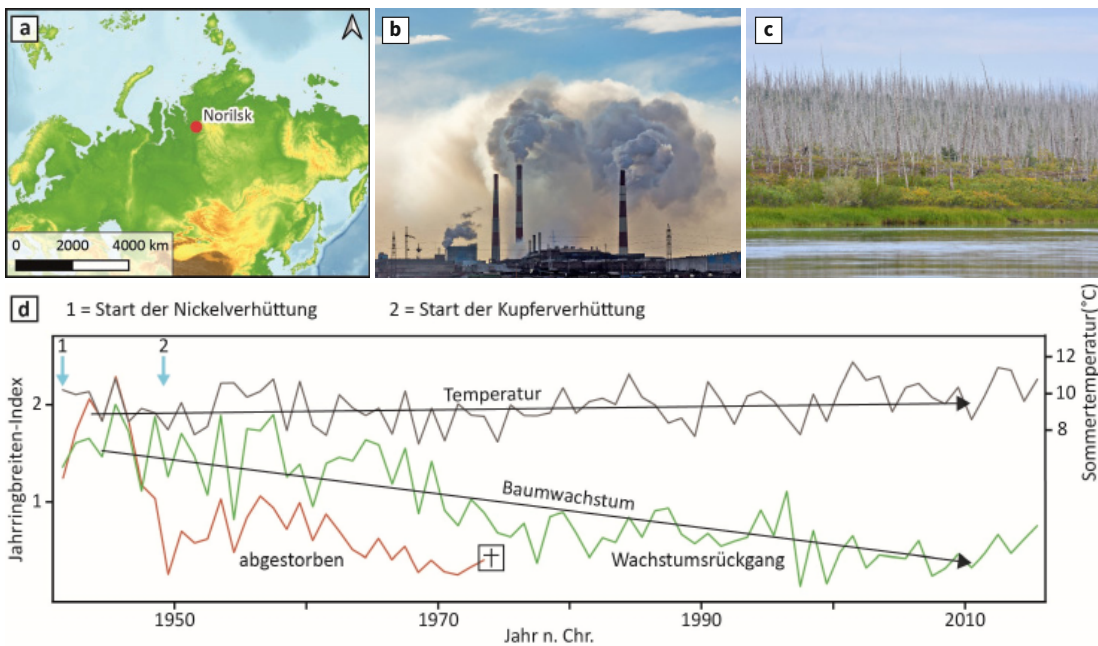 a
Norilsk
0 2000 4000 km
b
c
d 1 = Start der Nickelverhüttung 2 = Start der Kupferverhüttung
1 2
Temperatur
Baumwachstum
abgestorben
Wachstumsrückgang
Jahrringbreiten-Index
2
1
Sommertemperatur(°C)
12
10
8
1950 1970 1990 2010
Jahr n. Chr.